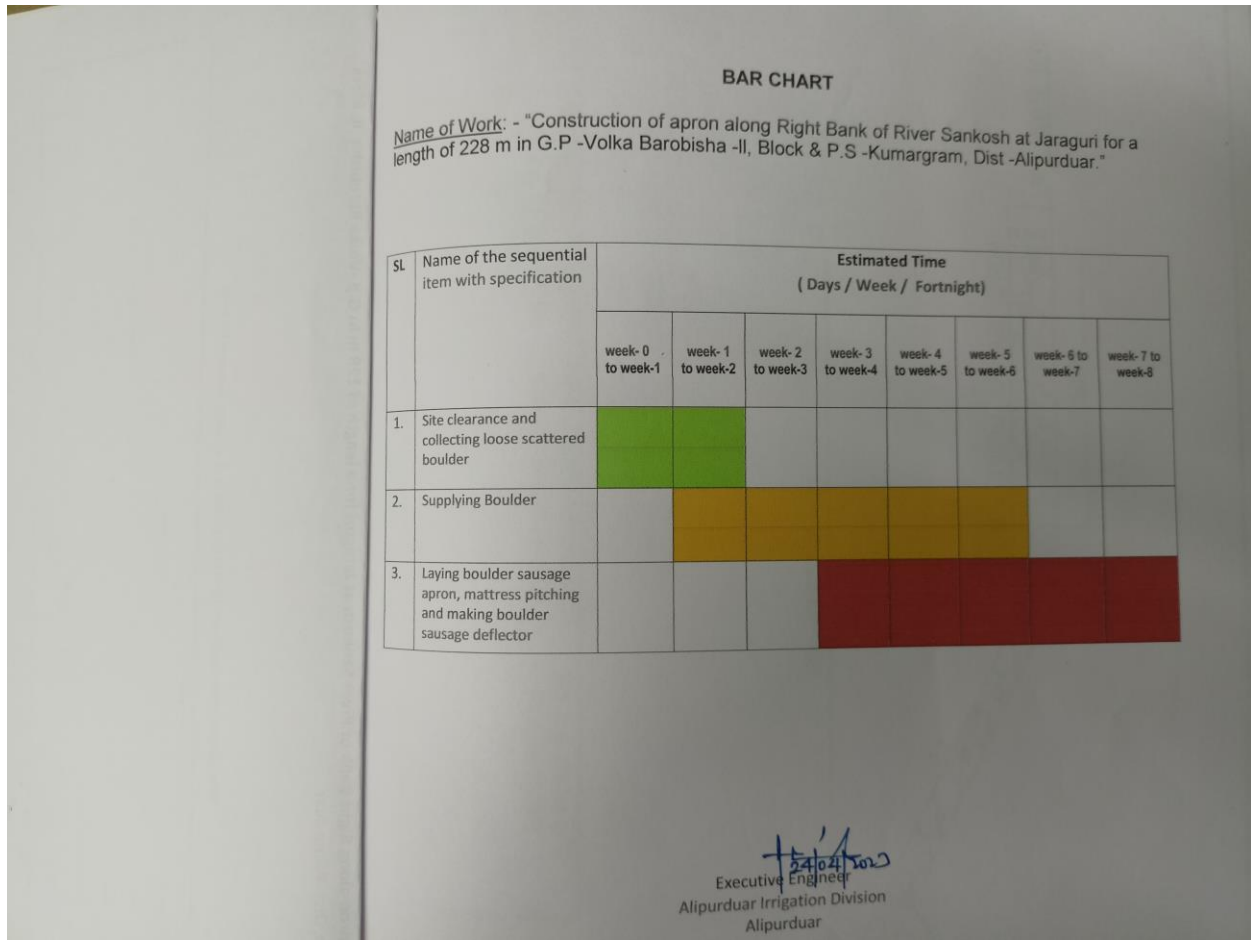 BAR CHART
Name of Work: - “Construction of apron along Right Bank of River Sankosh at Jaraguri for a
length of 228 m in G.P -Volka Barobisha -II, Block & P.S -Kumargram, Dist -Alipurduar.”
SL
Name of the sequential
item with specification
Estimated Time
( Days / Week / Fortnight)
week- 0
to week-1
week- 1
to week-2
week- 2
to week-3
week- 3
to week-4
week- 4
to week-5
week- 5
to week-6
week- 6 to
week-7
week- 7 to
week-8
1.
Site clearance and
collecting loose scattered
boulder
2.
Supplying Boulder
3.
Laying boulder sausage
apron, mattress pitching
and making boulder
sausage deflector
24/04/2023
Executive Engineer
Alipurduar Irrigation Division
Alipurduar